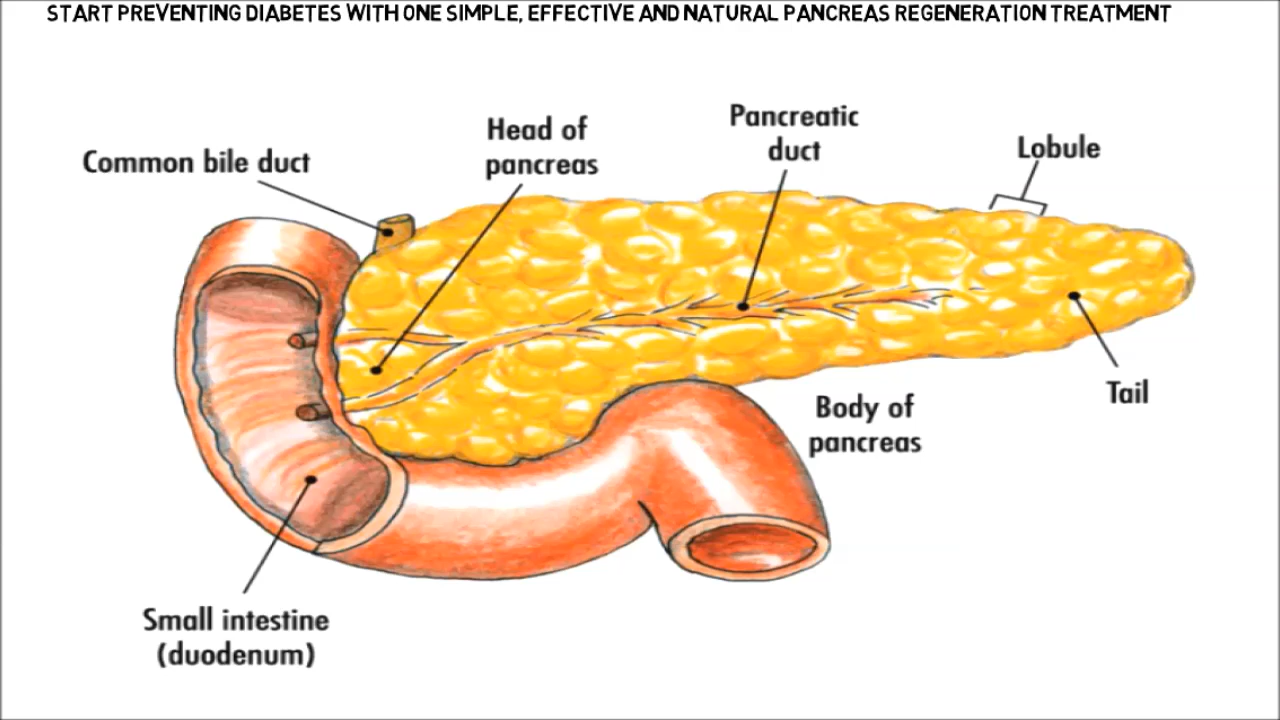 START PREVENTING DIABETES WITH ONE SIMPLE, EFFECTIVE AND NATURAL PANCREAS REGENERATION TREATMENT
Common bile duct
Head of
pancreas
Pancreatic
duct
Lobule
Tail
Body of
pancreas
Small intestine
(duodenum)